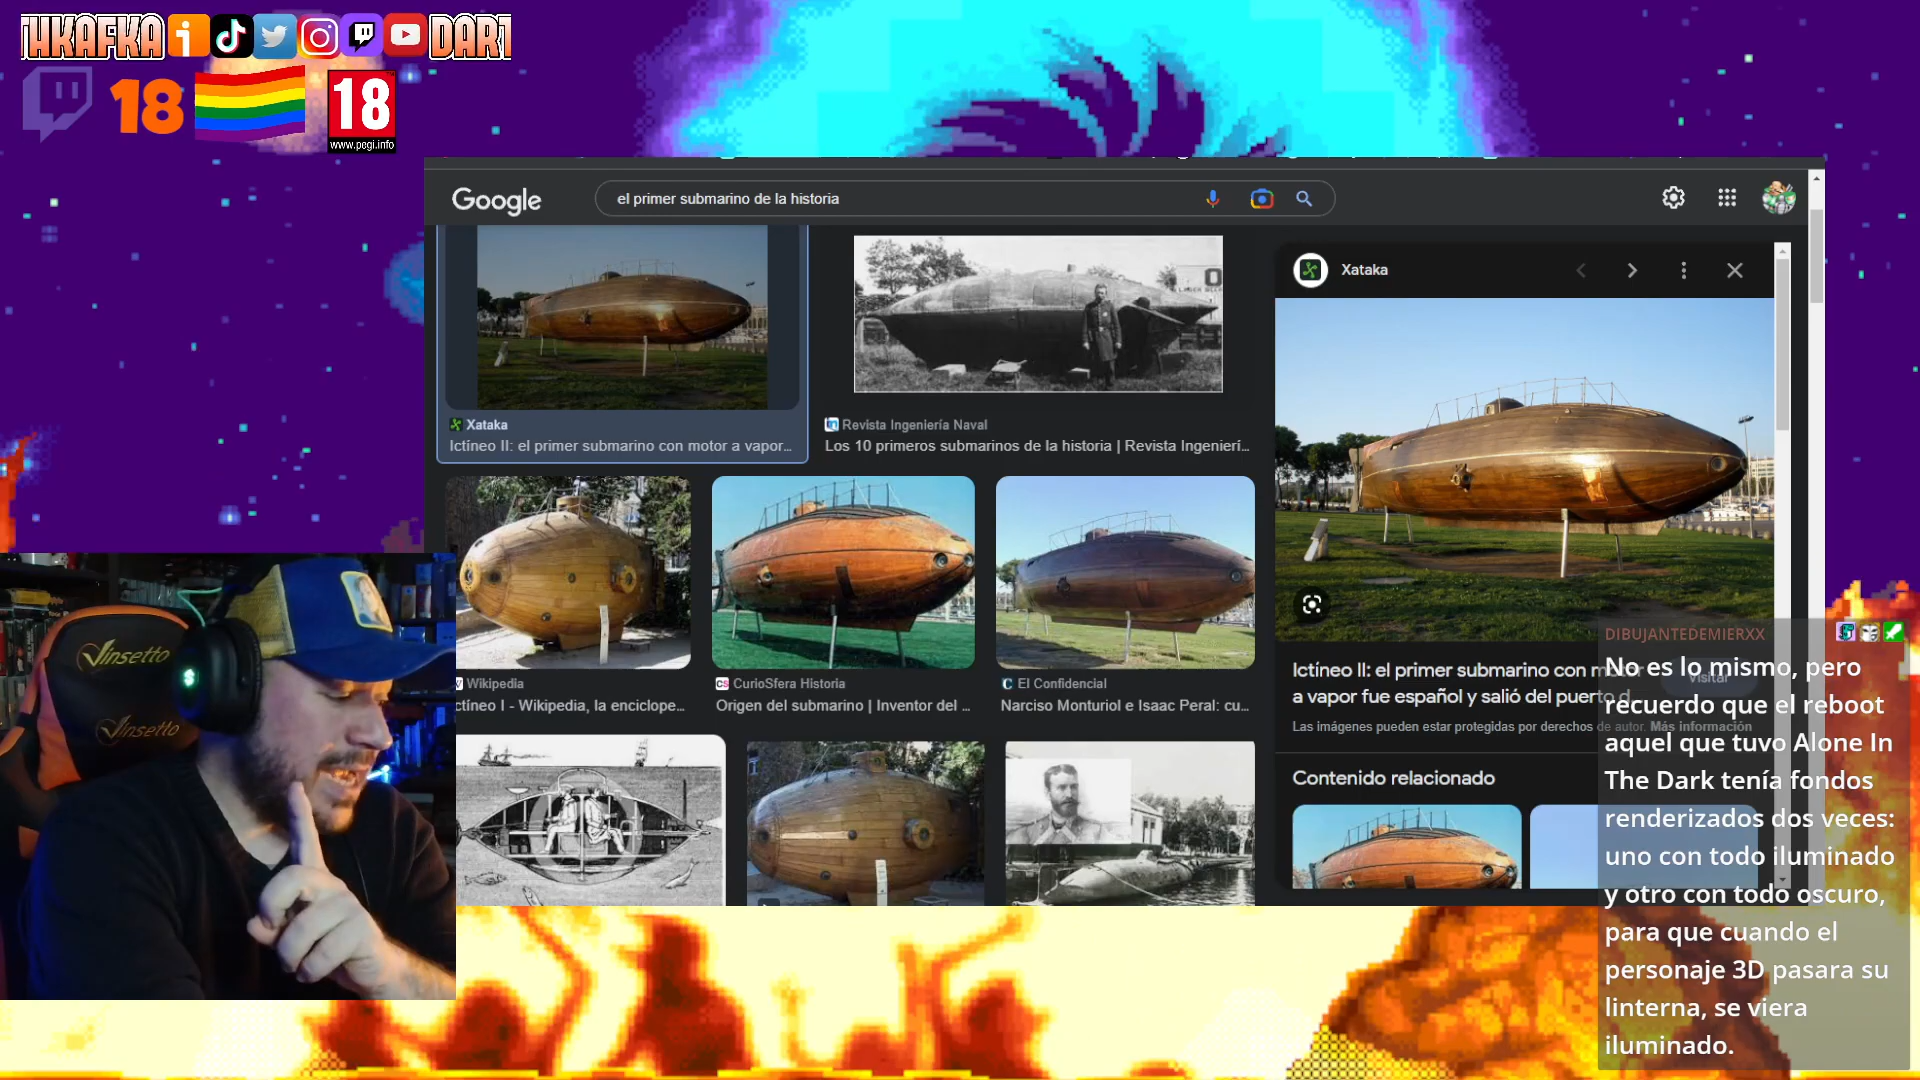 HKAFKA
DART
18
18
www.pegi.info
Google
el primer submarino de la historia
Xataka
Xataka
Ictíneo II: el primer submarino con motor a vapor...
Revista Ingeniería Naval
Los 10 primeros submarinos de la historia | Revista Ingenierí...
Wikipedia
ctíneo I - Wikipedia, la enciclope...
CurioSfera Historia
Origen del submarino | Inventor del ...
El Confidencial
Narciso Monturiol e Isaac Peral: cu...
Ictíneo II: el primer submarino con motor
a vapor fue español y salió del puerto d...
Visitar
Las imágenes pueden estar protegidas por derechos de autor. Más información
Contenido relacionado
Vinsetto
Vinsetto
DIBUJANTEDEMIERXX
No es lo mismo, pero
recuerdo que el reboot
aquel que tuvo Alone In
The Dark tenía fondos
renderizados dos veces:
uno con todo iluminado
y otro con todo oscuro,
para que cuando el
personaje 3D pasara su
linterna, se viera
iluminado.